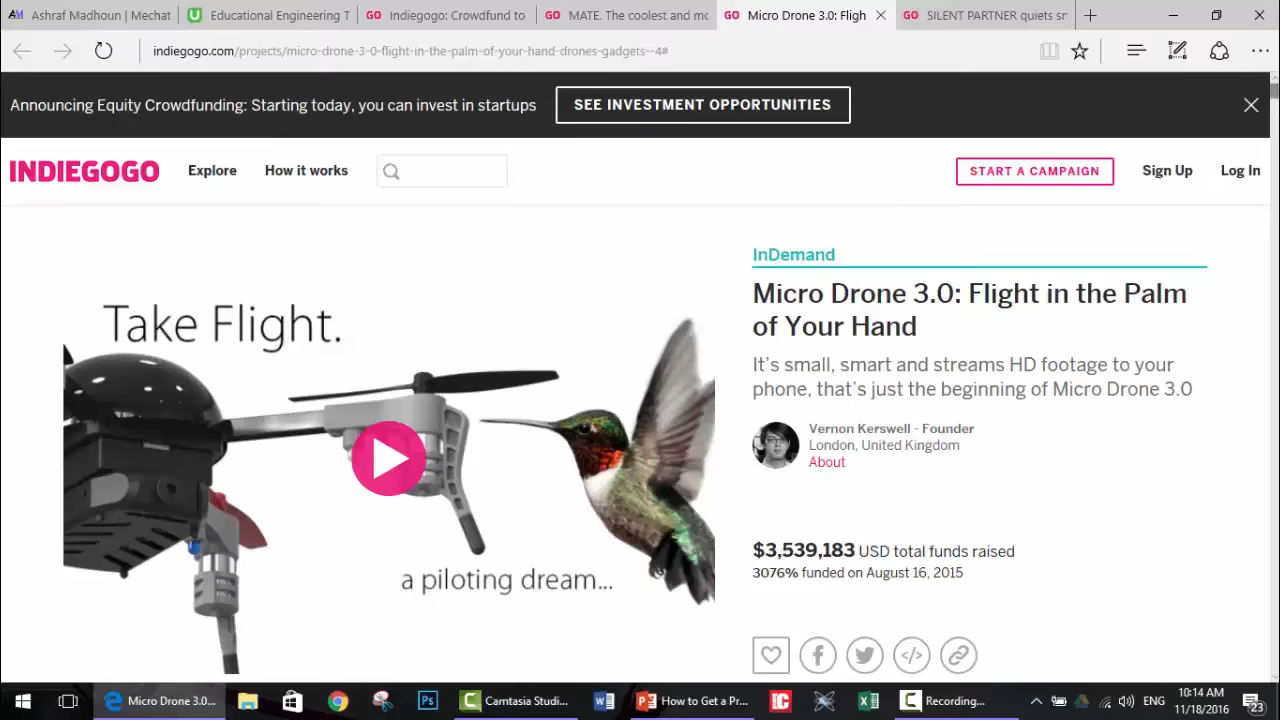 Ashraf Madhoun | Mechat
Educational Engineering T
Indiegogo: Crowdfund to
MATE. The coolest and mo
Micro Drone 3.0: Fligh
SILENT PARTNER quiets sn
indiegogo.com/projects/micro-drone-3-0-flight-in-the-palm-of-your-hand-drones-gadgets--4#
Announcing Equity Crowdfunding: Starting today, you can invest in startups
SEE INVESTMENT OPPORTUNITIES
INDIEGOGO
Explore
How it works
START A CAMPAIGN
Sign Up
Log In
Take Flight.
a piloting dream...
InDemand
Micro Drone 3.0: Flight in the Palm
of Your Hand
It's small, smart and streams HD footage to your
phone, that's just the beginning of Micro Drone 3.0
Vernon Kerswell - Founder
London, United Kingdom
About
$3,539,183 USD total funds raised
3076% funded on August 16, 2015
Micro Drone 3.0...
Camtasia Studi...
How to Get a Pr...
Recording...
ENG
10:14 AM
11/18/2016
23